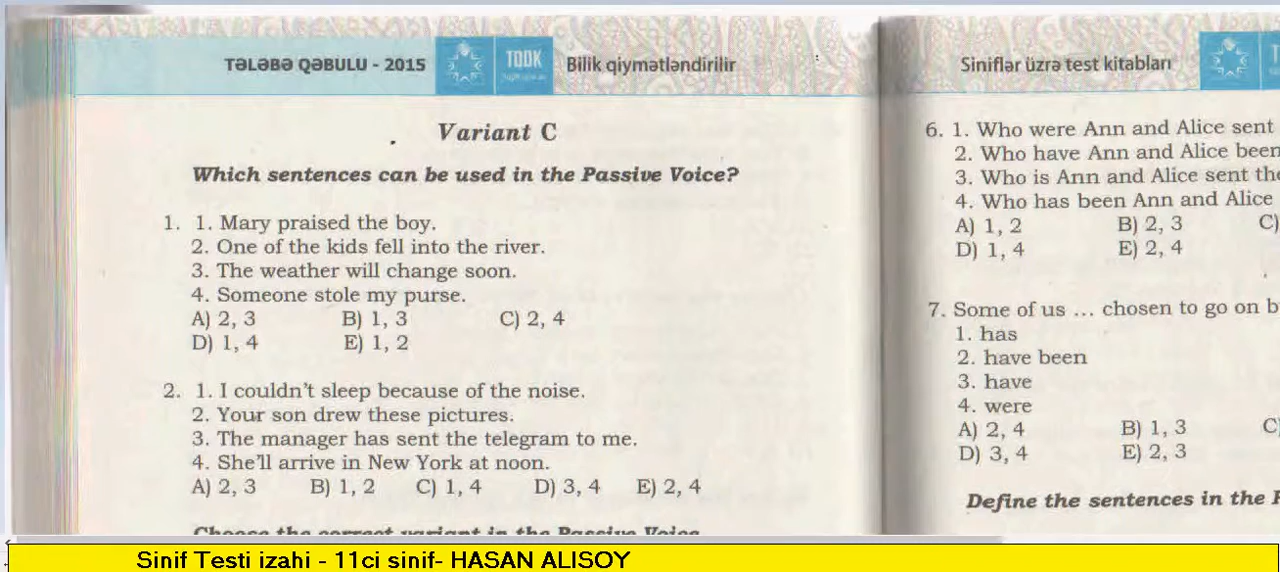 TƏLƏBƏ QƏBULU - 2015
TQDK
Bilik qiymətləndirilir
Variant C
Which sentences can be used in the Passive Voice?
1. 1. Mary praised the boy.
2. One of the kids fell into the river.
3. The weather will change soon.
4. Someone stole my purse.
A) 2, 3 B) 1, 3 C) 2, 4
D) 1, 4 E) 1, 2
2. 1. I couldn't sleep because of the noise.
2. Your son drew these pictures.
3. The manager has sent the telegram to me.
4. She'll arrive in New York at noon.
A) 2, 3 B) 1, 2 C) 1, 4 D) 3, 4 E) 2, 4
Choose the correct variant in the Passive Voice
Siniflər üzrə test kitabları
6. 1. Who were Ann and Alice sent
2. Who have Ann and Alice been
3. Who is Ann and Alice sent the
4. Who has been Ann and Alice
A) 1, 2 B) 2, 3 C)
D) 1, 4 E) 2, 4
7. Some of us ... chosen to go on b
1. has
2. have been
3. have
4. were
A) 2, 4 B) 1, 3 C)
D) 3, 4 E) 2, 3
Define the sentences in the
Sinif Testi izahi - 11ci sinif- HASAN ALISOY